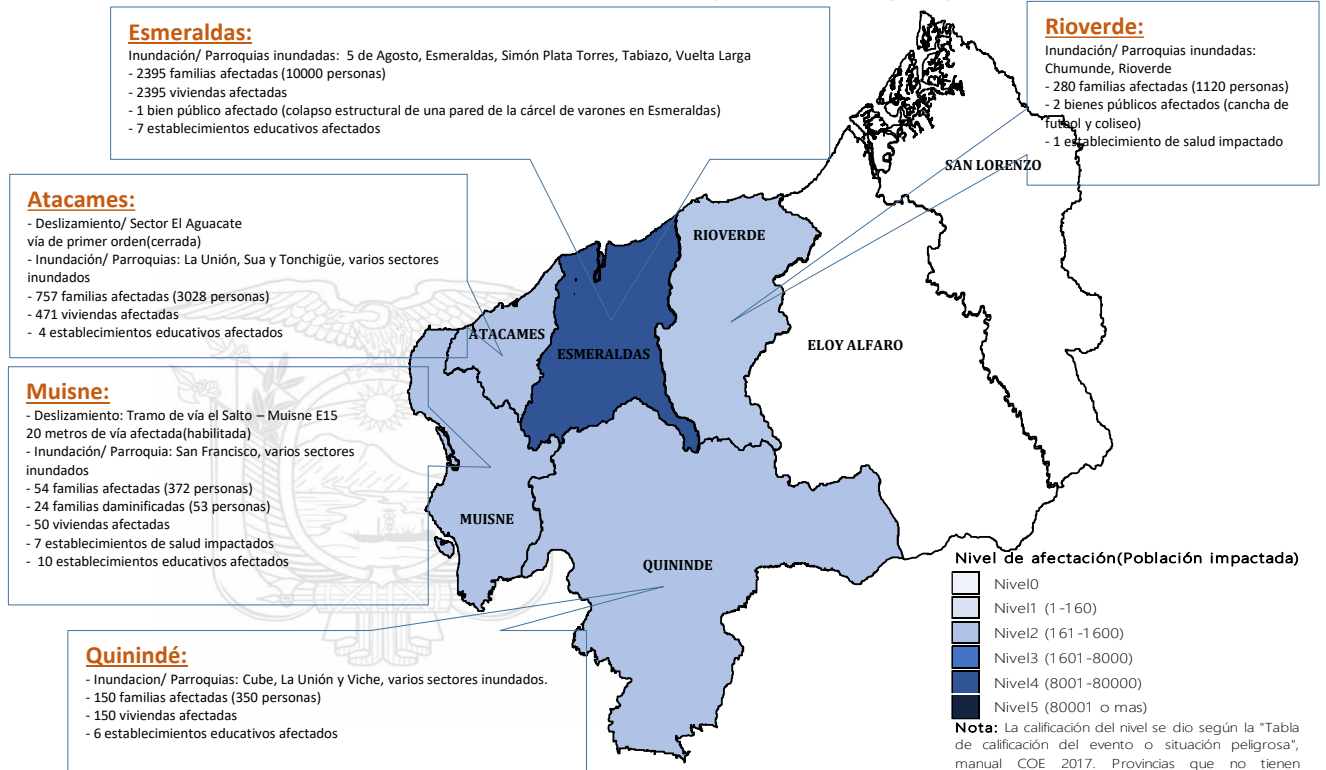 Esmeraldas:
Inundación/ Parroquias inundadas: 5 de Agosto, Esmeraldas, Simón Plata Torres, Tabiazo, Vuelta Larga
- 2395 familias afectadas (10000 personas)
- 2395 viviendas afectadas
- 1 bien público afectado (colapso estructural de una pared de la cárcel de varones en Esmeraldas)
- 7 establecimientos educativos afectados
Rioverde:
Inundación/ Parroquias inundadas:
Chumunde, Rioverde
- 280 familias afectadas (1120 personas)
- 2 bienes públicos afectados (cancha de
futbol y coliseo)
- 1 establecimiento de salud impactado
Atacames:
- Deslizamiento/ Sector El Aguacate
vía de primer orden(cerrada)
- Inundación/ Parroquias: La Unión, Sua y Tonchigüe, varios sectores
inundados
- 757 familias afectadas (3028 personas)
- 471 viviendas afectadas
- 4 establecimientos educativos afectados
Muisne:
- Deslizamiento: Tramo de vía el Salto – Muisne E15
20 metros de vía afectada(habilitada)
- Inundación/ Parroquia: San Francisco, varios sectores
inundados
- 54 familias afectadas (372 personas)
- 24 familias daminificadas (53 personas)
- 50 viviendas afectadas
- 7 establecimientos de salud impactados
- 10 establecimientos educativos afectados
Quinindé:
- Inundacion/ Parroquias: Cube, La Unión y Viche, varios sectores inundados.
- 150 familias afectadas (350 personas)
- 150 viviendas afectadas
- 6 establecimientos educativos afectados
SAN LORENZO
RIOVERDE
ATACAMES
ESMERALDAS
ELOY ALFARO
MUISNE
QUININDE
Nivel de afectación(Población impactada)
Nivel0
Nivel1 (1-160)
Nivel2 (161-1600)
Nivel3 (1601-8000)
Nivel4 (8001-80000)
Nivel5 (80001 o mas)
Nota: La calificación del nivel se dio según la "Tabla
de calificación del evento o situación peligrosa",
manual COE 2017. Provincias que no tienen